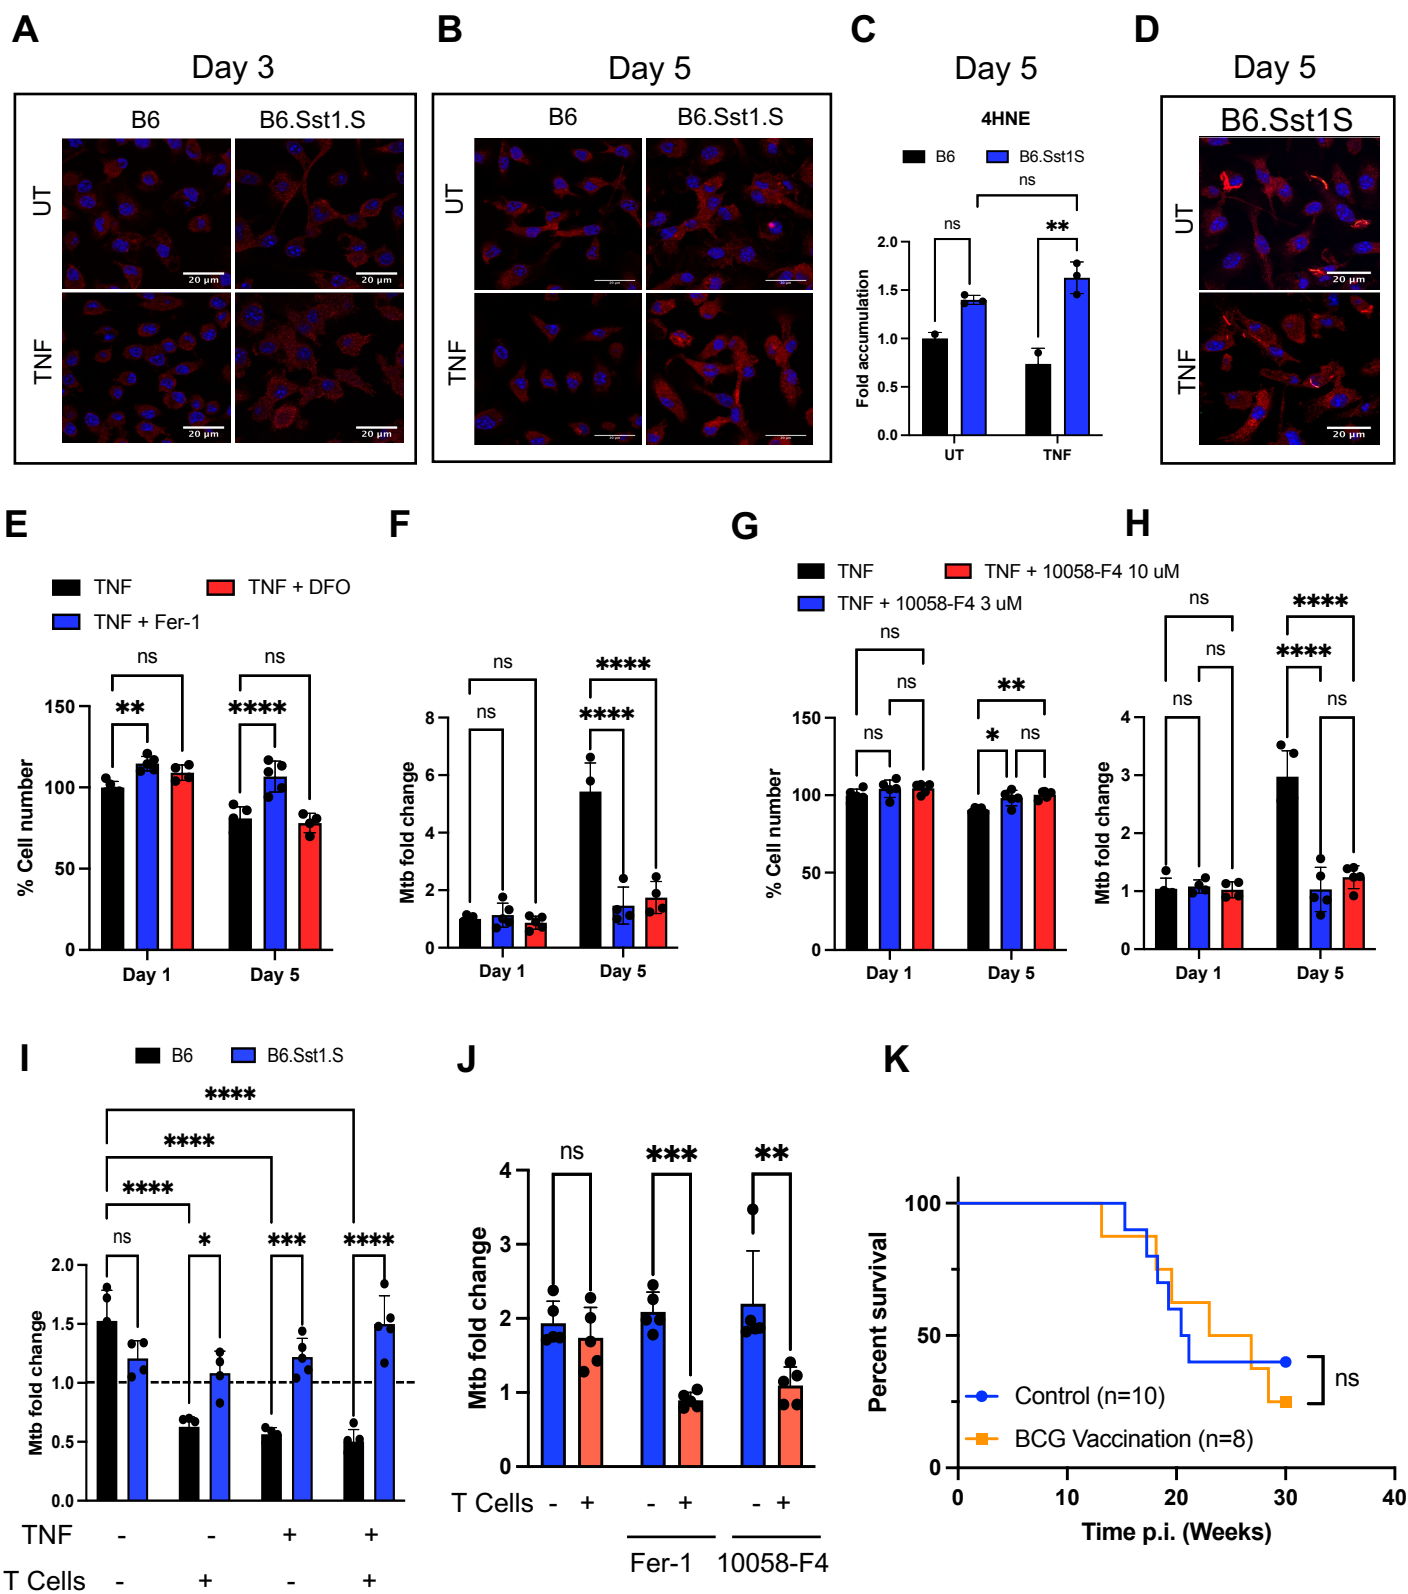 A
Day 3
B6
B6.Sst1.S
UT
TNF
20 μm
20 μm
20 μm
20 μm
B
Day 5
B6
B6.Sst1.S
UT
TNF
C
Day 5
4HNE
B6
B6.Sst1S
ns
ns
**
2.0
1.5
1.0
0.5
0.0
Fold accumulation
UT
TNF
D
Day 5
B6.Sst1S
UT
TNF
20 μm
20 μm
E
TNF
TNF + DFO
TNF + Fer-1
ns
ns
**
****
150
100
50
0
% Cell number
Day 1
Day 5
F
ns
****
ns
****
8
6
4
2
0
Mtb fold change
Day 1
Day 5
G
TNF
TNF + 10058-F4 10 uM
TNF + 10058-F4 3 uM
ns
ns
**
ns
*
ns
150
100
50
0
% Cell number
Day 1
Day 5
H
ns
****
ns
****
ns
ns
4
3
2
1
0
Mtb fold change
Day 1
Day 5
I
B6
B6.Sst1.S
****
****
****
ns
*
***
****
2.0
1.5
1.0
0.5
0.0
Mtb fold change
TNF - - + +
T Cells - + - +
J
ns
***
**
4
3
2
1
0
Mtb fold change
T Cells - + - + - +
Fer-1
10058-F4
K
100
50
0
Percent survival
Control (n=10)
BCG Vaccination (n=8)
ns
0
10
20
30
40
Time p.i. (Weeks)